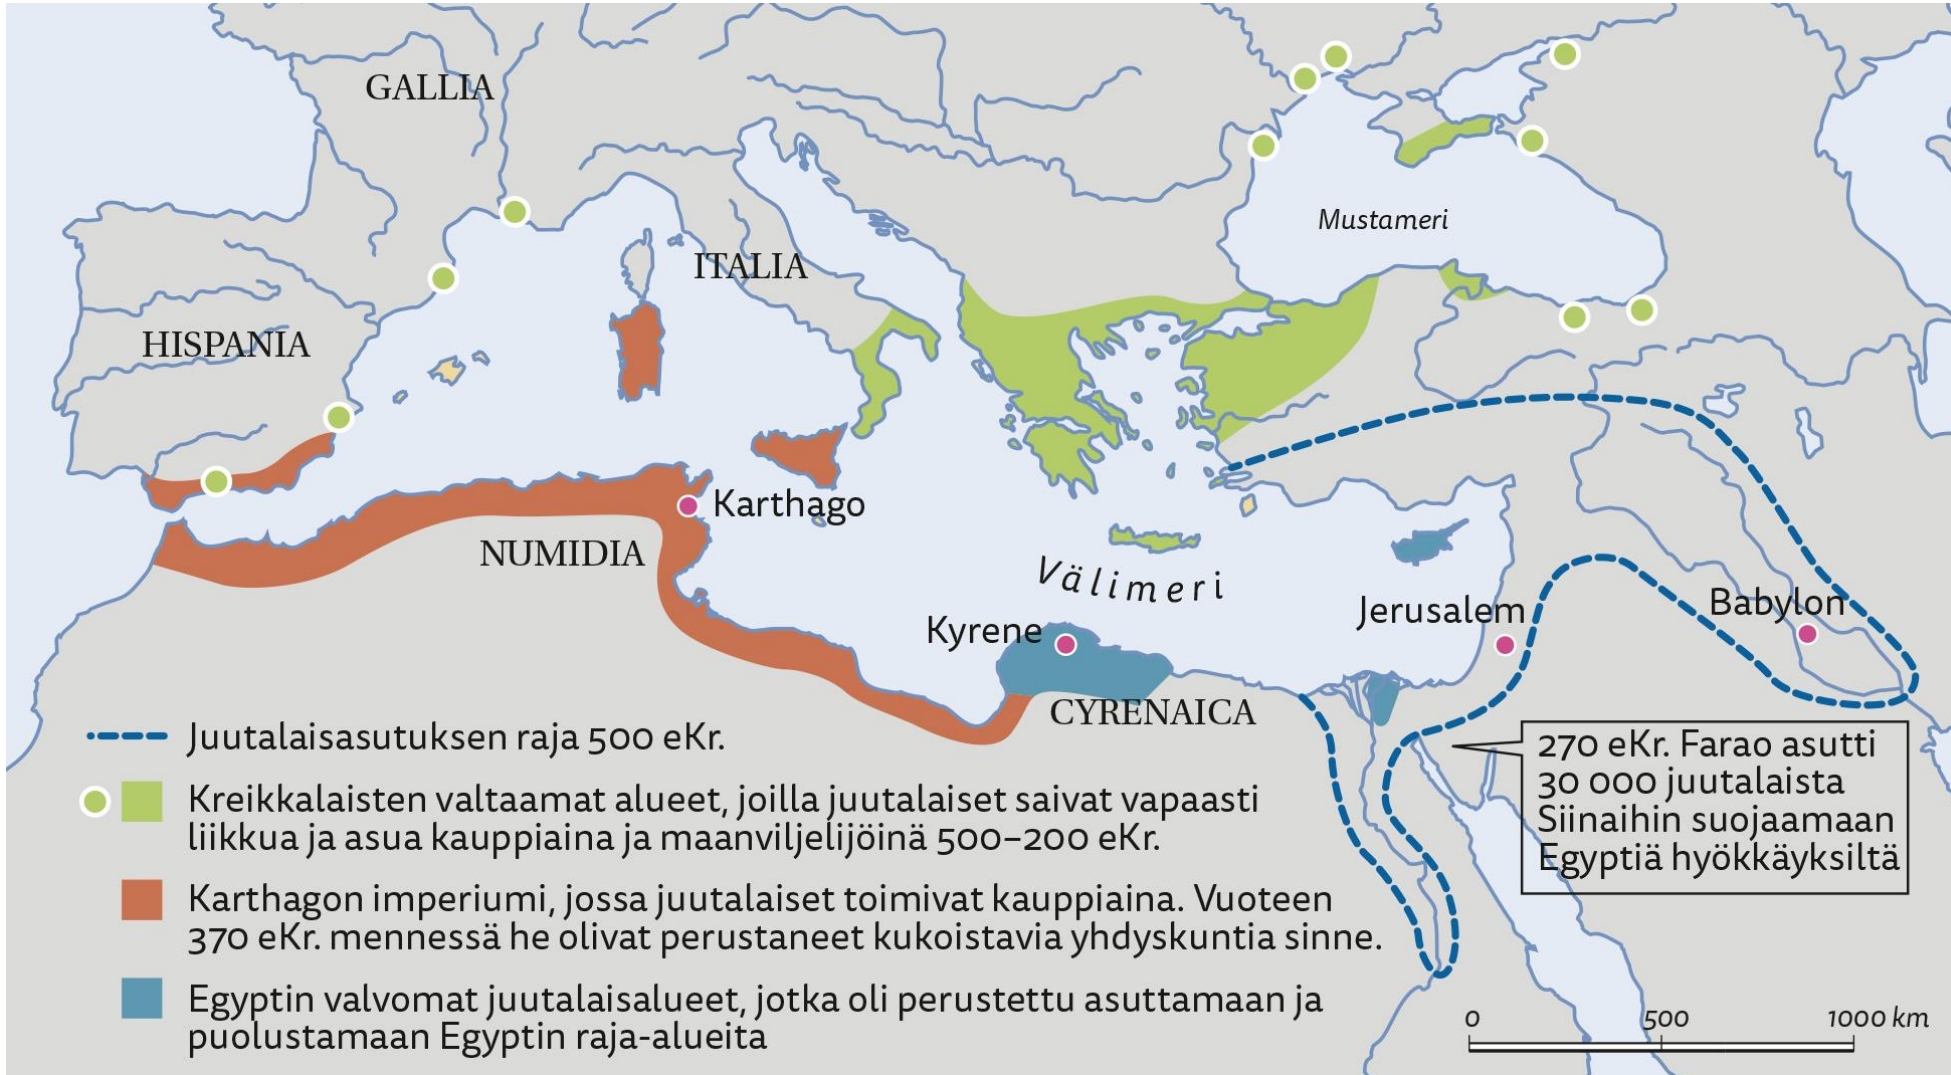 GALLIA
Mustameri
ITALIA
HISPANIA
Karthago
NUMIDIA
Välimeri
Babylon
Jerusalem
Kyrene
CYRENAICA
Juutalaisasutuksen raja 500 eKr.
Kreikkalaisten valtaamat alueet, joilla juutalaiset saivat vapaasti
liikkua ja asua kauppiaina ja maanviljelijöinä 500–200 eKr.
Karthagon imperiumi, jossa juutalaiset toimivat kauppiaina. Vuoteen
370 eKr. mennessä he olivat perustaneet kukoistavia yhdyskuntia sinne.
Egyptin valvomat juutalaisalueet, jotka oli perustettu asuttamaan ja
puolustamaan Egyptin raja-alueita
270 eKr. Farao asutti
30 000 juutalaista
Siinaihin suojaamaan
Egyptiä hyökkäyksiltä
0 500 1000 km